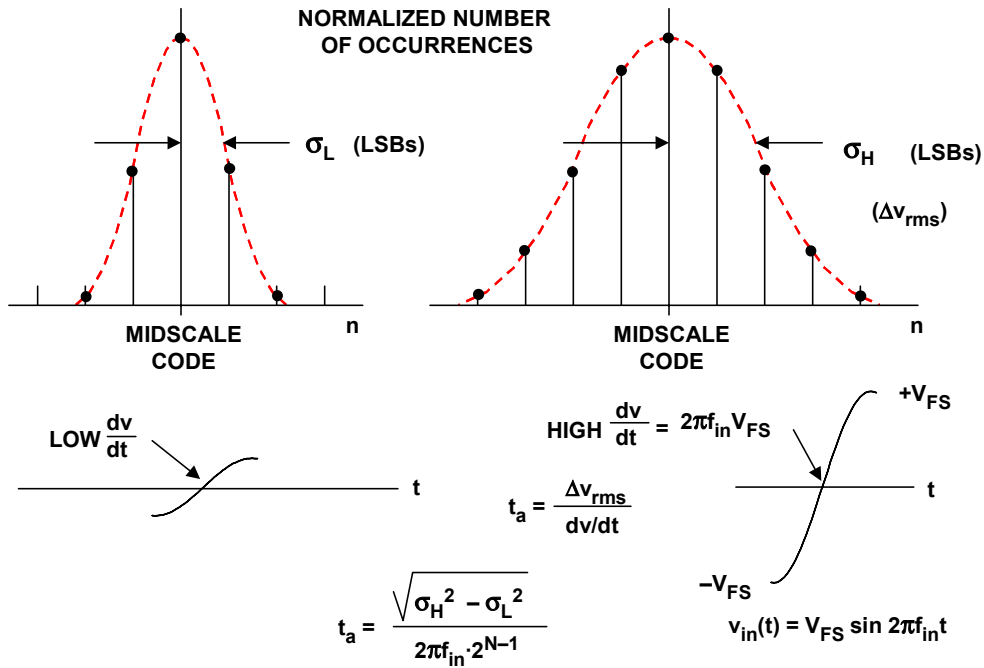 NORMALIZED NUMBER
OF OCCURRENCES
σL (LSBs)
σH (LSBs)
(Δvrms)
n
n
MIDSCALE
CODE
MIDSCALE
CODE
LOW dv/dt
t
HIGH dv/dt = 2πfinVFS
+VFS
t
ta = Δvrms / dv/dt
–VFS
ta = √(σH² – σL²) / 2πfin·2^N–1
vin(t) = VFS sin 2πfint